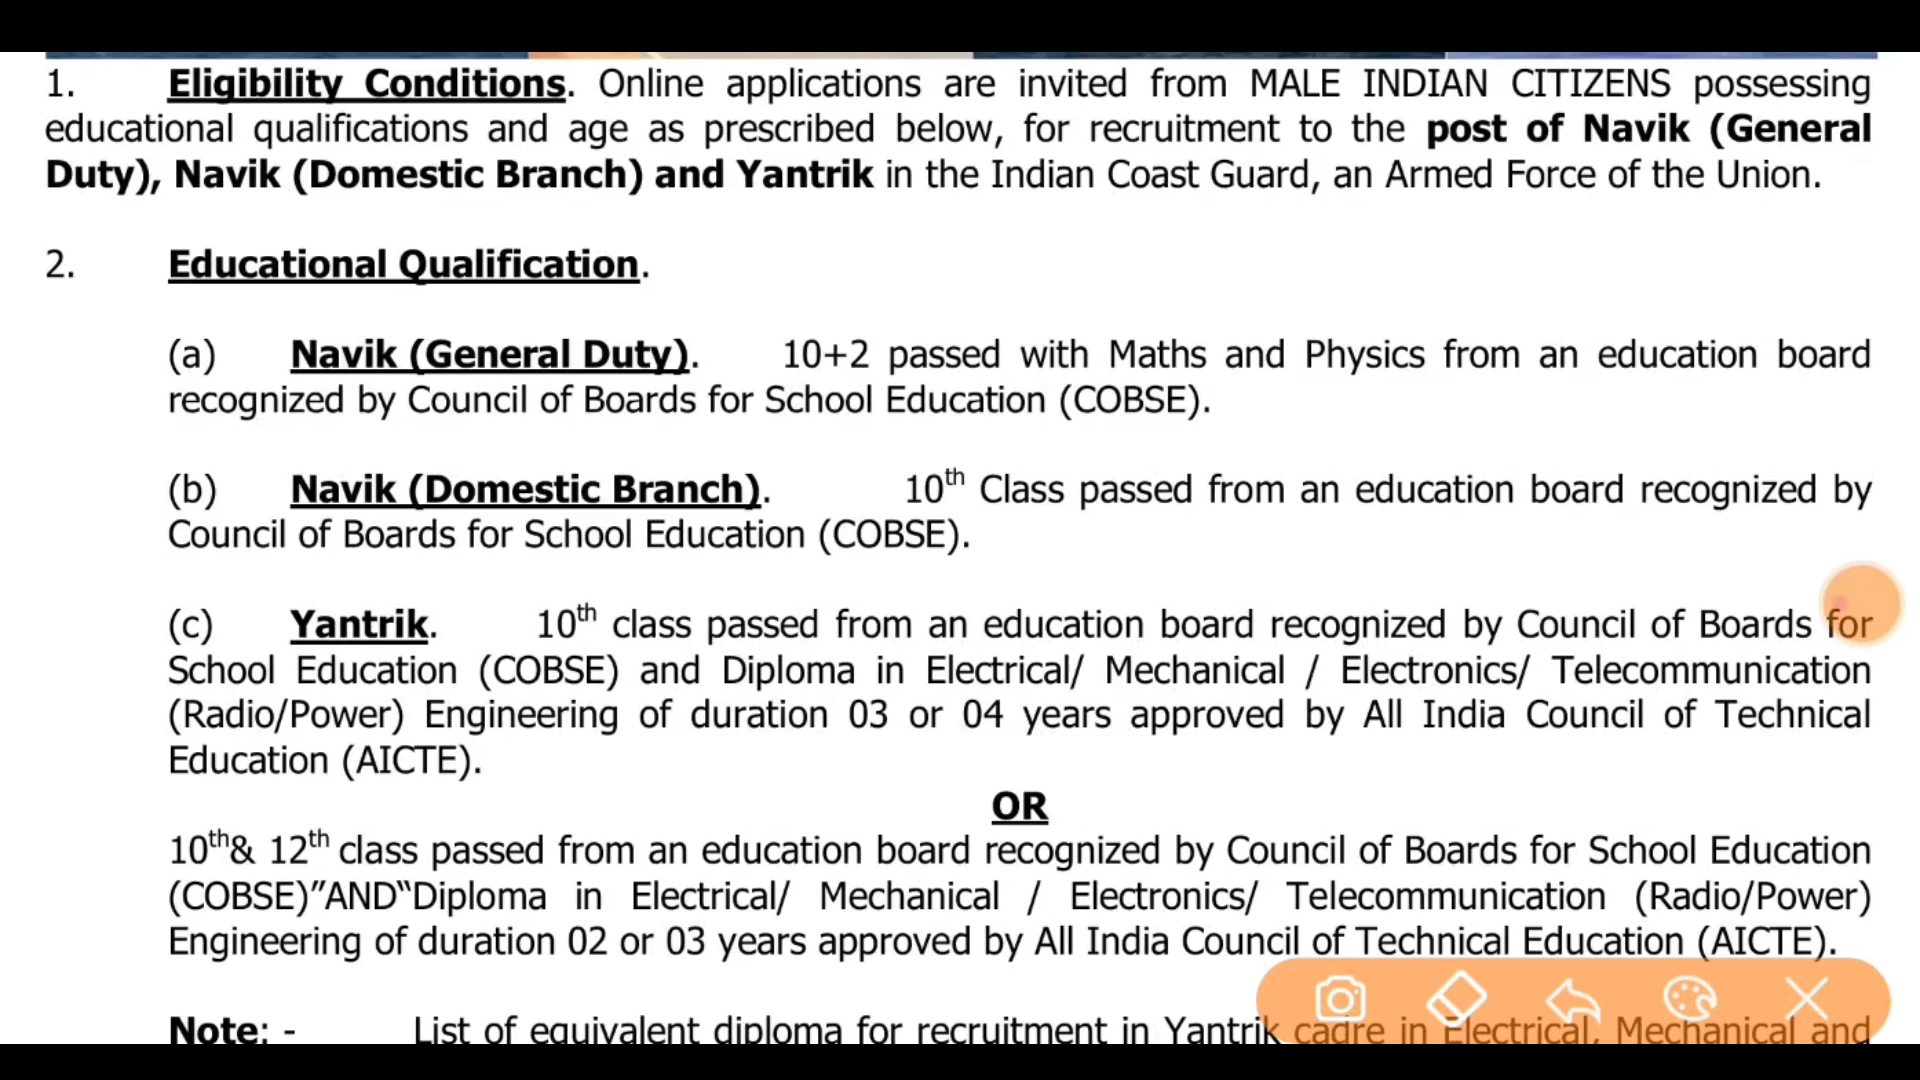 1. Eligibility Conditions. Online applications are invited from MALE INDIAN CITIZENS possessing
educational qualifications and age as prescribed below, for recruitment to the post of Navik (General
Duty), Navik (Domestic Branch) and Yantrik in the Indian Coast Guard, an Armed Force of the Union.
2. Educational Qualification.
(a) Navik (General Duty). 10+2 passed with Maths and Physics from an education board
recognized by Council of Boards for School Education (COBSE).
(b) Navik (Domestic Branch). 10th Class passed from an education board recognized by
Council of Boards for School Education (COBSE).
(c) Yantrik. 10th class passed from an education board recognized by Council of Boards for
School Education (COBSE) and Diploma in Electrical/ Mechanical / Electronics/ Telecommunication
(Radio/Power) Engineering of duration 03 or 04 years approved by All India Council of Technical
Education (AICTE).
OR
10th& 12th class passed from an education board recognized by Council of Boards for School Education
(COBSE)”AND“Diploma in Electrical/ Mechanical / Electronics/ Telecommunication (Radio/Power)
Engineering of duration 02 or 03 years approved by All India Council of Technical Education (AICTE).
Note: - List of equivalent diploma for recruitment in Yantrik cadre in Electrical, Mechanical and